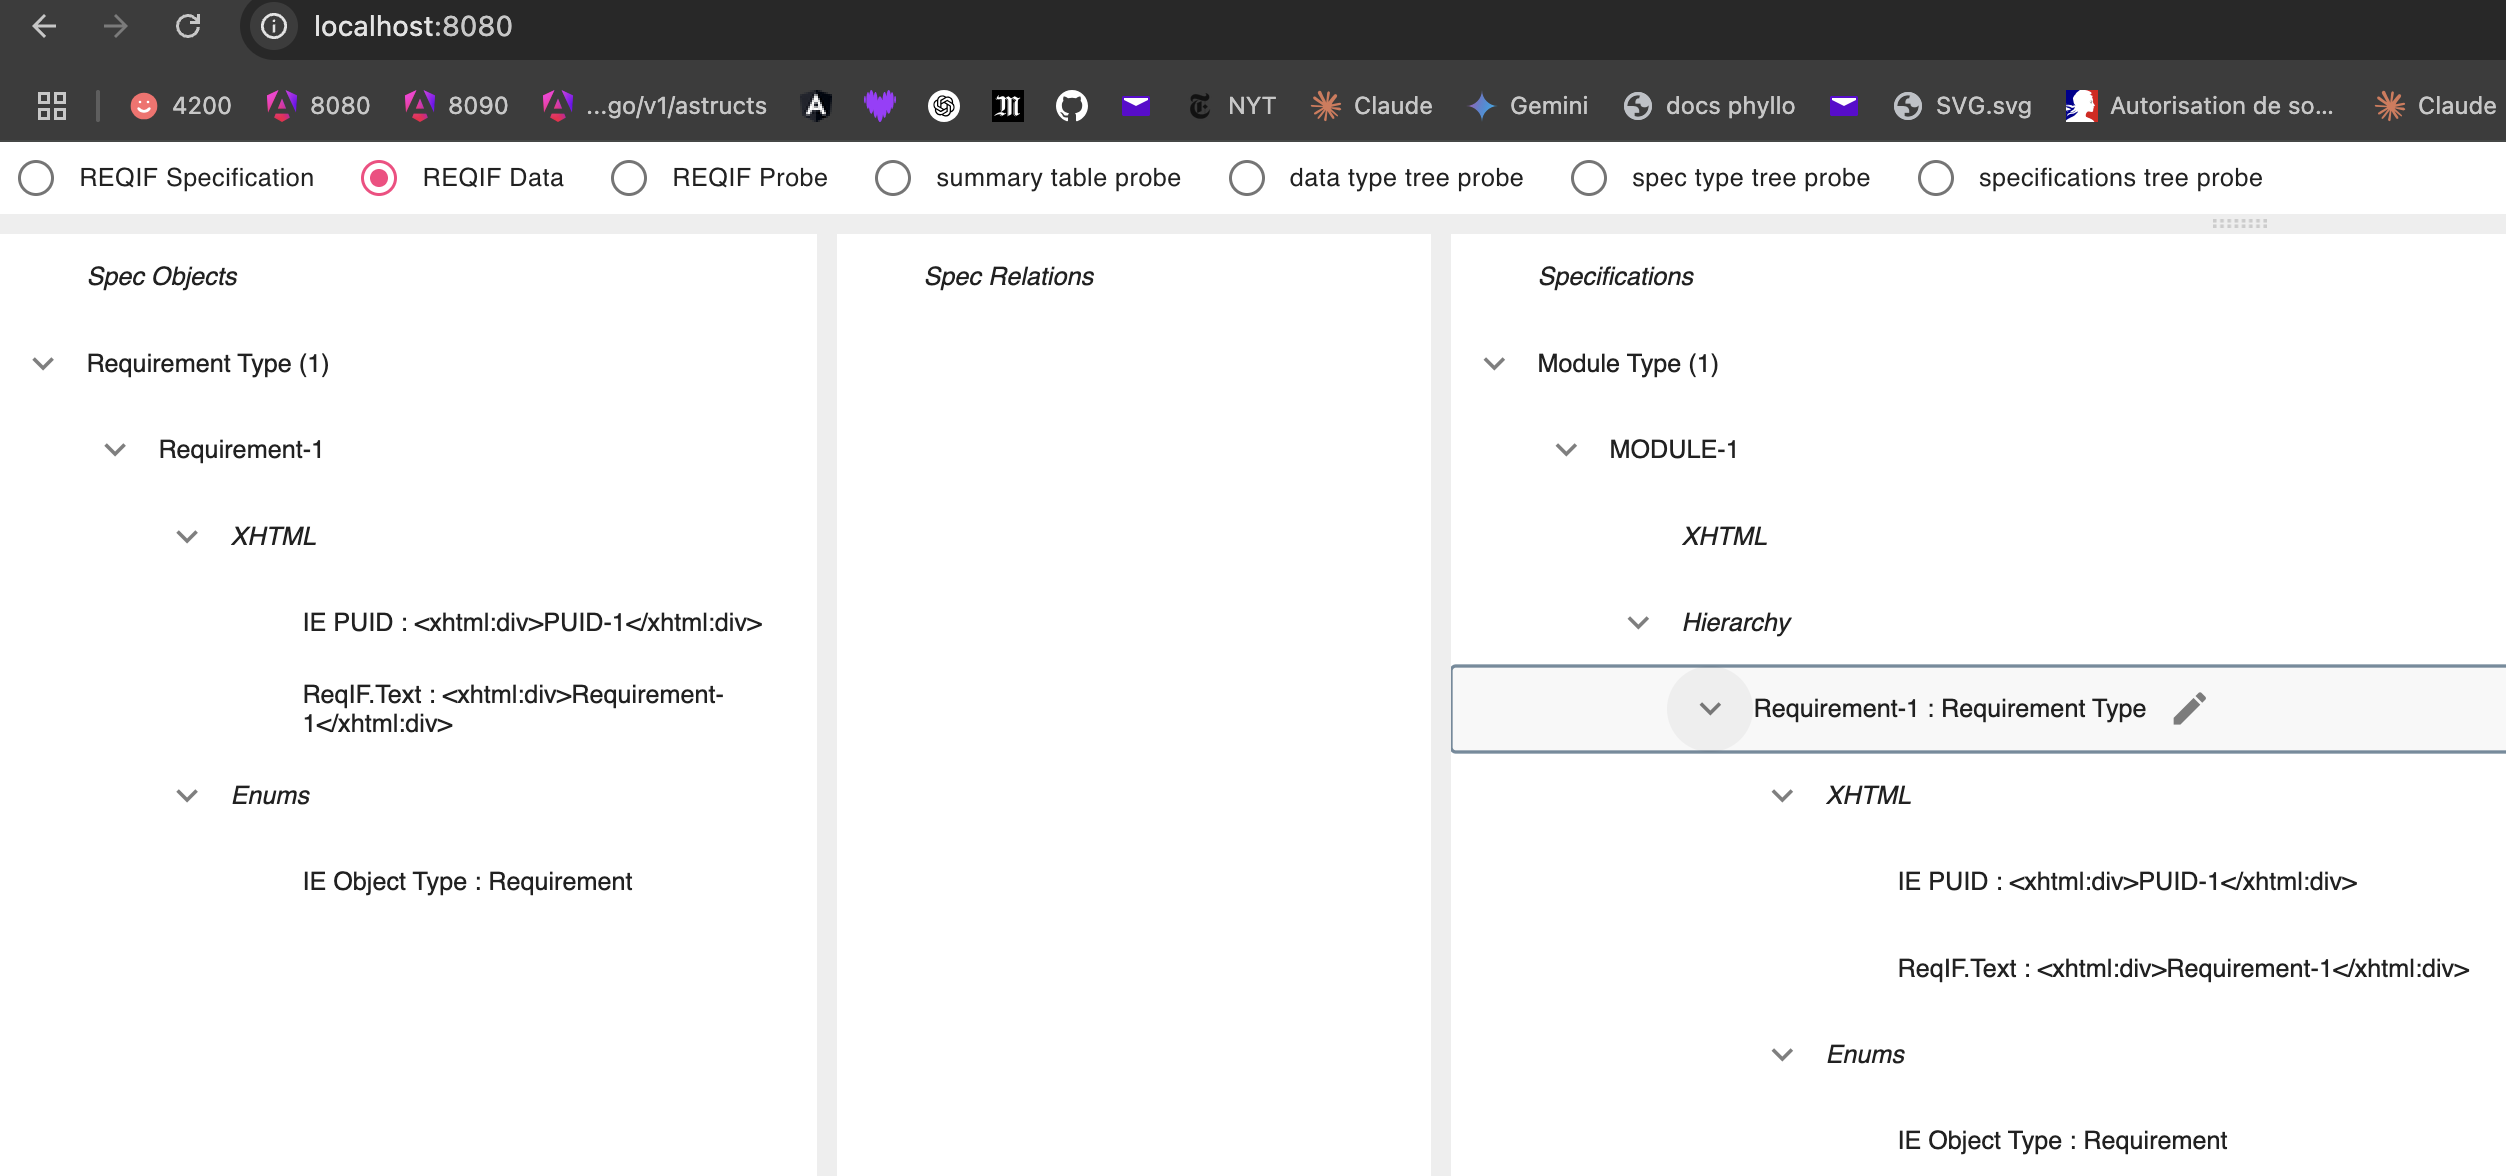 localhost:8080
4200 8080 8090 ...go/v1/astructs NYT Claude Gemini docs phyllo SVG.svg Autorisation de so... Claude
REQIF Specification REQIF Data REQIF Probe summary table probe data type tree probe spec type tree probe specifications tree probe
Spec Objects
Requirement Type (1)
Requirement-1
XHTML
IE PUID : <xhtml:div>PUID-1</xhtml:div>
ReqIF.Text : <xhtml:div>Requirement-
1</xhtml:div>
Enums
IE Object Type : Requirement
Spec Relations
Specifications
Module Type (1)
MODULE-1
XHTML
Hierarchy
Requirement-1 : Requirement Type
XHTML
IE PUID : <xhtml:div>PUID-1</xhtml:div>
ReqIF.Text : <xhtml:div>Requirement-1</xhtml:div>
Enums
IE Object Type : Requirement